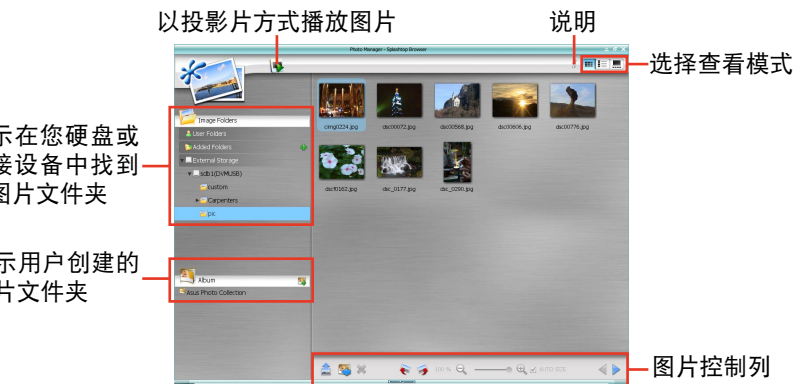 以投影片方式播放图片
说明
Photo Manager - Splashtop Browser
选择查看模式
Image Folders
User Folders
Added Folders
External Storage
sdb1(DVMUSB)
custom
Carpenters
pic
cimg0224.jpg
dsc00072.jpg
dsc00568.jpg
dsc00606.jpg
dsc00776.jpg
dscf0162.jpg
dsc_0177.jpg
dsc_0290.jpg
示在您硬盘或
接设备中找到
图片文件夹
示用户创建的
片文件夹
Album
Asus Photo Collection
100 %
AUTO SIZE
图片控制列